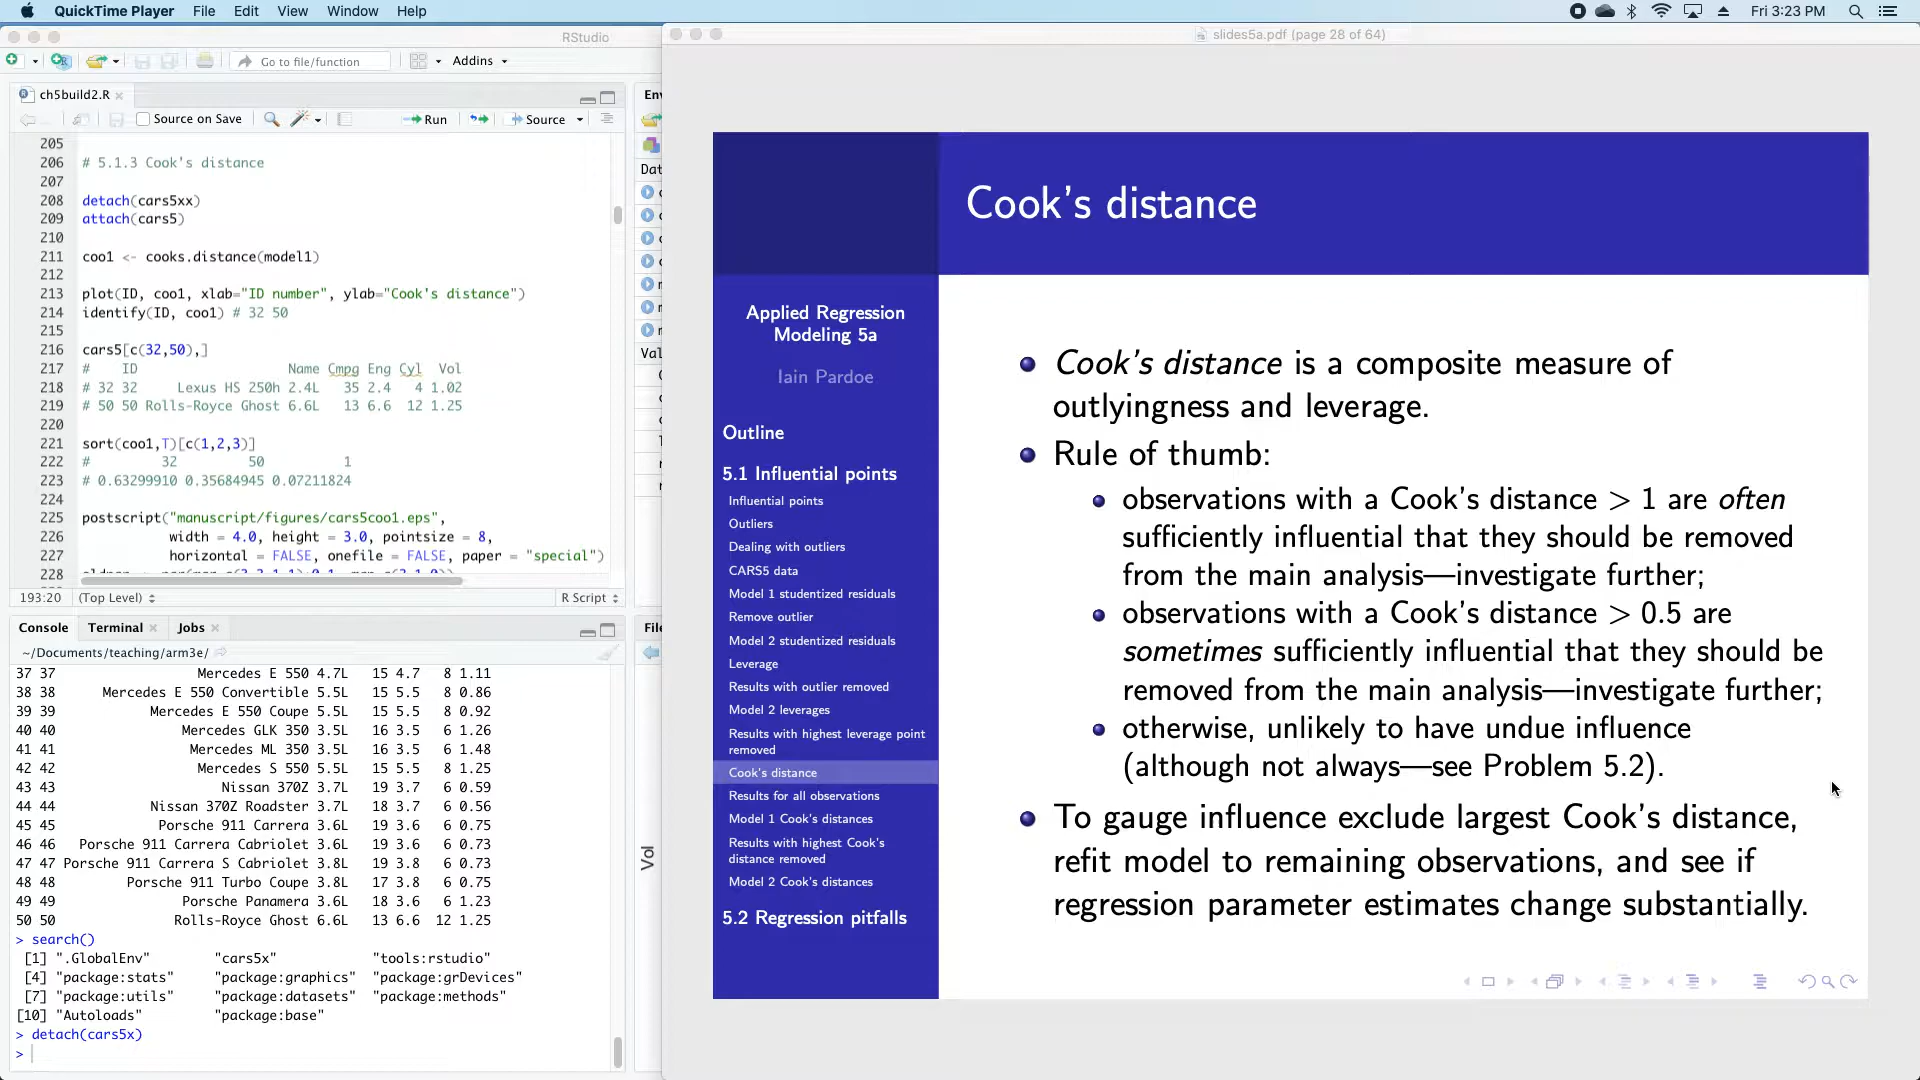 QuickTime Player File Edit View Window Help
Fri 3:23 PM
RStudio
slides5a.pdf (page 28 of 64)
Go to file/function
Addins
ch5build2.R
Source on Save
Run
Source
205
206 # 5.1.3 Cook's distance
207
208 detach(cars5xx)
209 attach(cars5)
210
211 coo1 <- cooks.distance(model1)
212
213 plot(ID, coo1, xlab="ID number", ylab="Cook's distance")
214 identify(ID, coo1) # 32 50
215
216 cars5[c(32,50),]
217 # ID Name Cmpg Eng Cyl Vol
218 # 32 32 Lexus HS 250h 2.4L 35 2.4 4 1.02
219 # 50 50 Rolls-Royce Ghost 6.6L 13 6.6 12 1.25
220
221 sort(coo1,T)[c(1,2,3)]
222 # 32 50 1
223 # 0.63299910 0.35684945 0.07211824
224
225 postscript("manuscript/figures/cars5coo1.eps",
226 width = 4.0, height = 3.0, pointsize = 8,
227 horizontal = FALSE, onefile = FALSE, paper = "special")
228
193:20 (Top Level) R Script
Console Terminal Jobs
~/Documents/teaching/arm3e/
37 37 Mercedes E 550 4.7L 15 4.7 8 1.11
38 38 Mercedes E 550 Convertible 5.5L 15 5.5 8 0.86
39 39 Mercedes E 550 Coupe 5.5L 15 5.5 8 0.92
40 40 Mercedes GLK 350 3.5L 16 3.5 6 1.26
41 41 Mercedes ML 350 3.5L 16 3.5 6 1.48
42 42 Mercedes S 550 5.5L 15 5.5 8 1.25
43 43 Nissan 370Z 3.7L 19 3.7 6 0.59
44 44 Nissan 370Z Roadster 3.7L 18 3.7 6 0.56
45 45 Porsche 911 Carrera 3.6L 19 3.6 6 0.75
46 46 Porsche 911 Carrera Cabriolet 3.6L 19 3.6 6 0.73
47 47 Porsche 911 Carrera S Cabriolet 3.8L 19 3.8 6 0.73
48 48 Porsche 911 Turbo Coupe 3.8L 17 3.8 6 0.75
49 49 Porsche Panamera 3.6L 18 3.6 6 1.23
50 50 Rolls-Royce Ghost 6.6L 13 6.6 12 1.25
> search()
[1] ".GlobalEnv" "cars5x" "tools:rstudio"
[4] "package:stats" "package:graphics" "package:grDevices"
[7] "package:utils" "package:datasets" "package:methods"
[10] "Autoloads" "package:base"
> detach(cars5x)
>
Vol
Cook's distance
Applied Regression
Modeling 5a
Iain Pardoe
Outline
5.1 Influential points
Influential points
Outliers
Dealing with outliers
CARS5 data
Model 1 studentized residuals
Remove outlier
Model 2 studentized residuals
Leverage
Results with outlier removed
Model 2 leverages
Results with highest leverage point
removed
Cook's distance
Results for all observations
Model 1 Cook's distances
Results with highest Cook's
distance removed
Model 2 Cook's distances
5.2 Regression pitfalls
Cook's distance is a composite measure of
outlyingness and leverage.
Rule of thumb:
observations with a Cook's distance > 1 are often
sufficiently influential that they should be removed
from the main analysis—investigate further;
observations with a Cook's distance > 0.5 are
sometimes sufficiently influential that they should be
removed from the main analysis—investigate further;
otherwise, unlikely to have undue influence
(although not always—see Problem 5.2).
To gauge influence exclude largest Cook's distance,
refit model to remaining observations, and see if
regression parameter estimates change substantially.